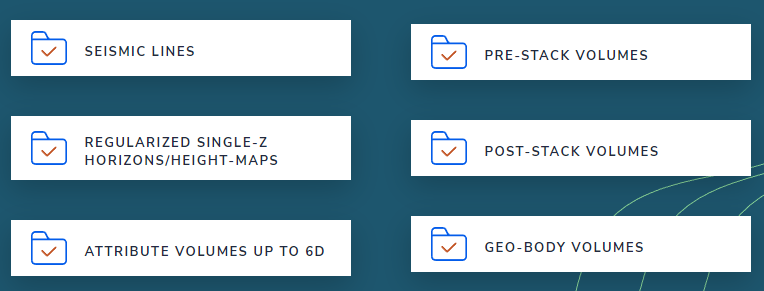 SEISMIC LINES
REGULARIZED SINGLE-Z
HORIZONS/HEIGHT-MAPS
ATTRIBUTE VOLUMES UP TO 6D
PRE-STACK VOLUMES
POST-STACK VOLUMES
GEO-BODY VOLUMES